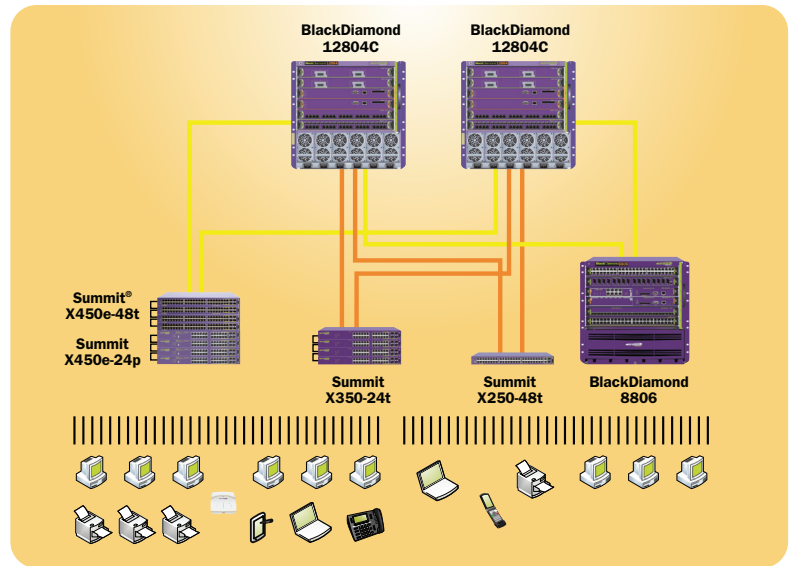 BlackDiamond
12804C
BlackDiamond
12804C
Summit®
X450e-48t
Summit
X450e-24p
Summit
X350-24t
Summit
X250-48t
BlackDiamond
8806